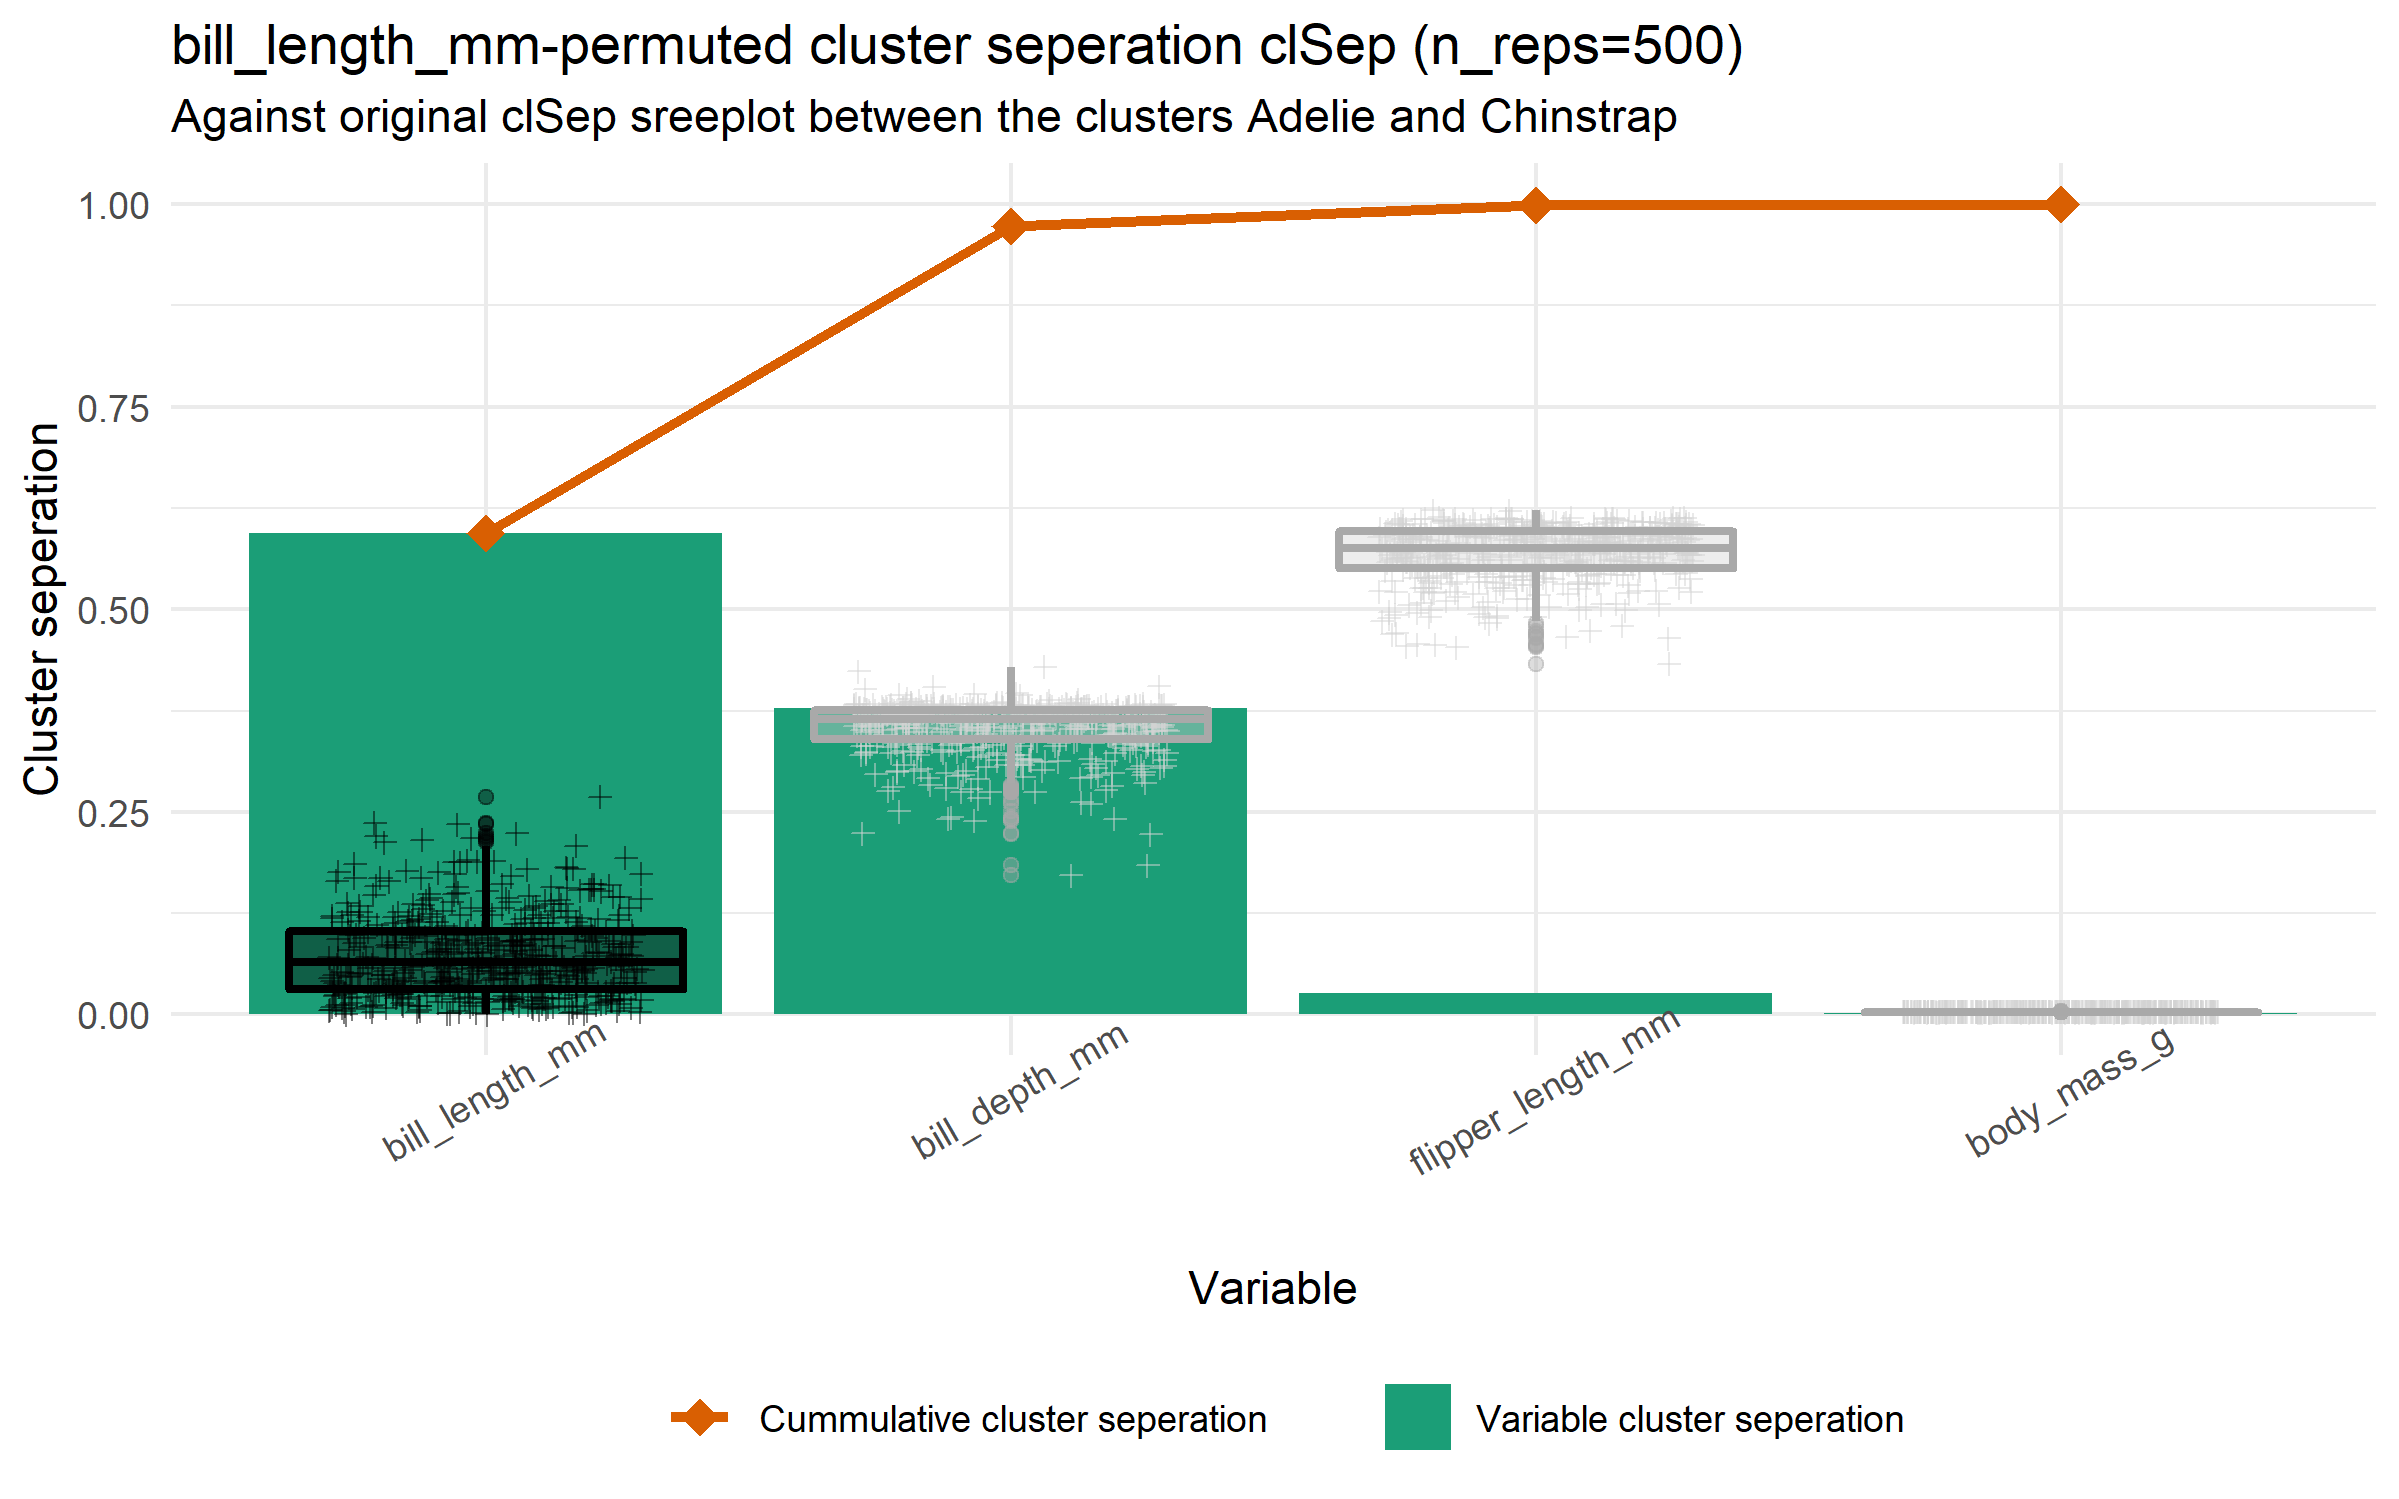 bill_length_mm-permuted cluster seperation clSep (n_reps=500)
Against original clSep sreeplot between the clusters Adelie and Chinstrap
Cluster seperation
1.00
0.75
0.50
0.25
0.00
bill_length_mm
bill_depth_mm
flipper_length_mm
body_mass_g
Variable
Cummulative cluster seperation
Variable cluster seperation